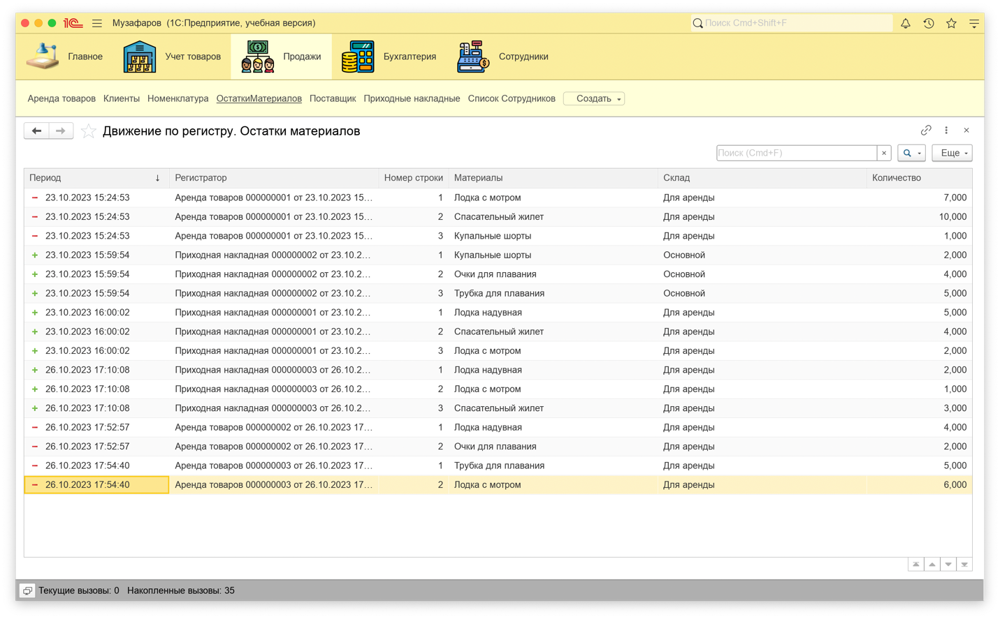 1С Музафаров (1С:Предприятие, учебная версия) Поиск Cmd+Shift+F
Главное Учет товаров Продажи Бухгалтерия Сотрудники
Аренда товаров Клиенты Номенклатура ОстаткиМатериалов Поставщик Приходные накладные Список Сотрудников Создать
Движение по регистру. Остатки материалов
Поиск (Cmd+F) × Еще
Период ↓ Регистратор Номер строки Материалы Склад Количество
23.10.2023 15:24:53 Аренда товаров 000000001 от 23.10.2023 15... 1 Лодка с мотром Для аренды 7,000
23.10.2023 15:24:53 Аренда товаров 000000001 от 23.10.2023 15... 2 Спасательный жилет Для аренды 10,000
23.10.2023 15:24:53 Аренда товаров 000000001 от 23.10.2023 15... 3 Купальные шорты Для аренды 1,000
23.10.2023 15:59:54 Приходная накладная 000000002 от 23.10.2... 1 Купальные шорты Основной 2,000
23.10.2023 15:59:54 Приходная накладная 000000002 от 23.10.2... 2 Очки для плавания Основной 4,000
23.10.2023 15:59:54 Приходная накладная 000000002 от 23.10.2... 3 Трубка для плавания Основной 5,000
23.10.2023 16:00:02 Приходная накладная 000000001 от 23.10.2... 1 Лодка надувная Для аренды 5,000
23.10.2023 16:00:02 Приходная накладная 000000001 от 23.10.2... 2 Спасательный жилет Для аренды 4,000
23.10.2023 16:00:02 Приходная накладная 000000001 от 23.10.2... 3 Лодка с мотром Для аренды 2,000
26.10.2023 17:10:08 Приходная накладная 000000003 от 26.10.2... 1 Лодка надувная Для аренды 2,000
26.10.2023 17:10:08 Приходная накладная 000000003 от 26.10.2... 2 Лодка с мотром Для аренды 1,000
26.10.2023 17:10:08 Приходная накладная 000000003 от 26.10.2... 3 Спасательный жилет Для аренды 3,000
26.10.2023 17:52:57 Аренда товаров 000000002 от 26.10.2023 17... 1 Лодка надувная Для аренды 4,000
26.10.2023 17:52:57 Аренда товаров 000000002 от 26.10.2023 17... 2 Очки для плавания Для аренды 2,000
26.10.2023 17:54:40 Аренда товаров 000000003 от 26.10.2023 17... 1 Трубка для плавания Для аренды 5,000
26.10.2023 17:54:40 Аренда товаров 000000003 от 26.10.2023 17... 2 Лодка с мотром Для аренды 6,000
Текущие вызовы: 0 Накопленные вызовы: 35